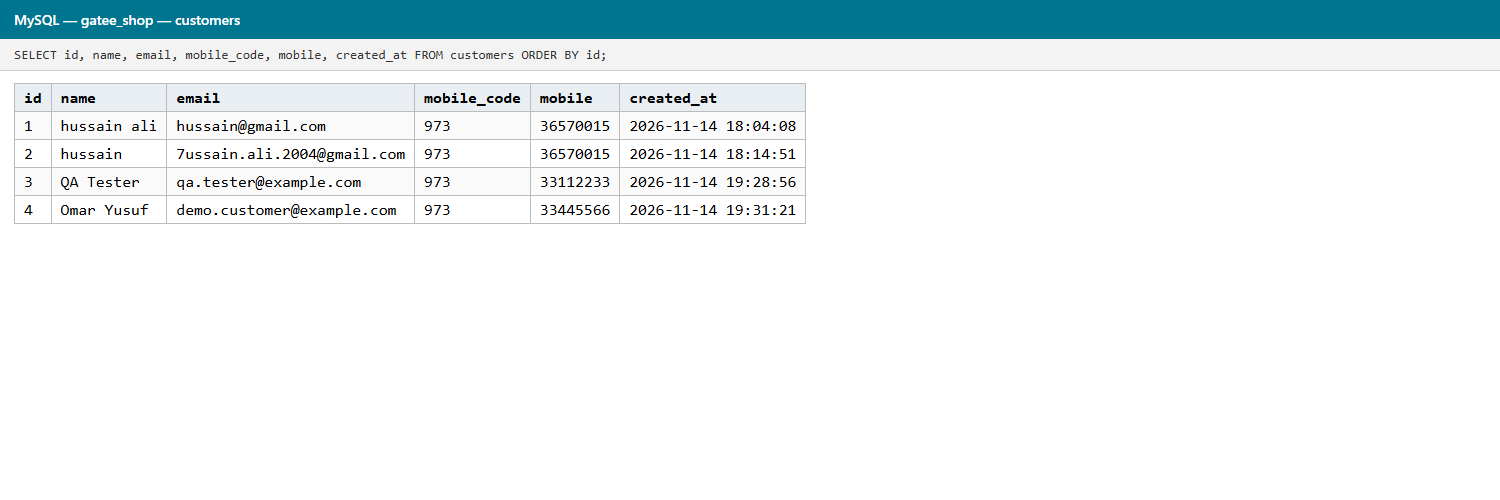 MySQL — gatee_shop — customers
SELECT id, name, email, mobile_code, mobile, created_at FROM customers ORDER BY id;
id name email mobile_code mobile created_at
1 hussain ali hussain@gmail.com 973 36570015 2026-11-14 18:04:08
2 hussain 7ussain.ali.2004@gmail.com 973 36570015 2026-11-14 18:14:51
3 QA Tester qa.tester@example.com 973 33112233 2026-11-14 19:28:56
4 Omar Yusuf demo.customer@example.com 973 33445566 2026-11-14 19:31:21